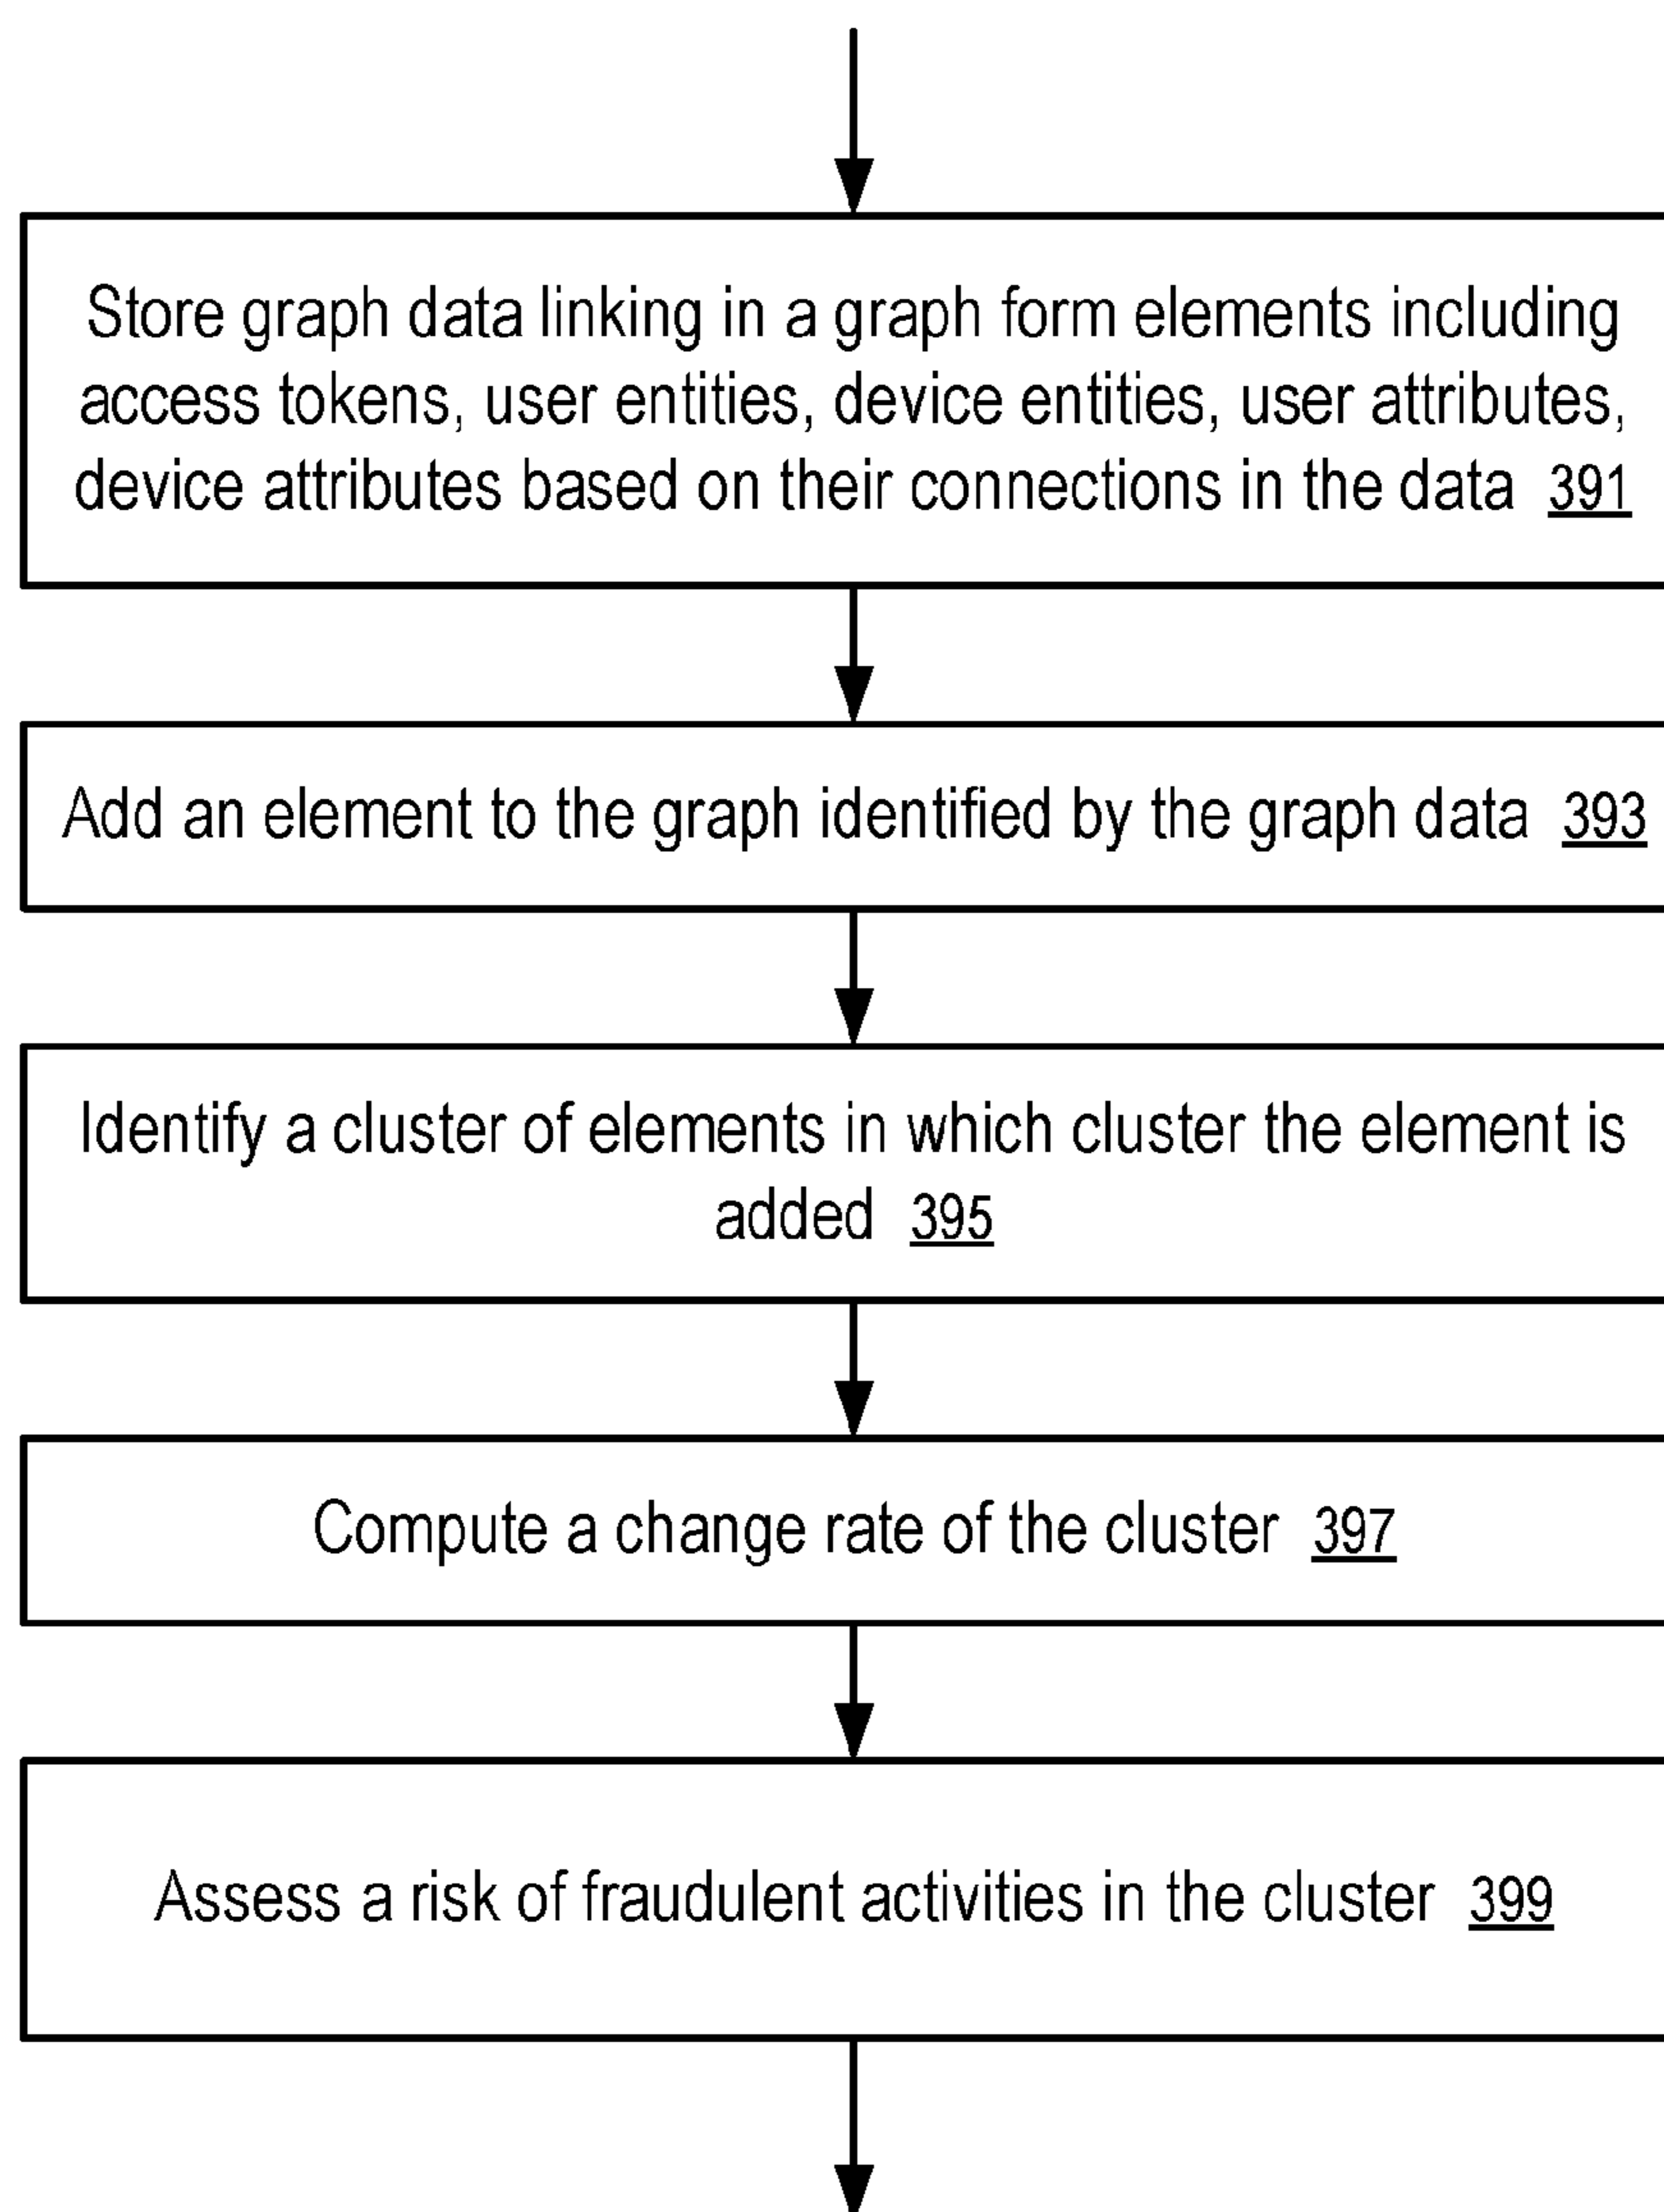 Store graph data linking in a graph form elements including
access tokens, user entities, device entities, user attributes,
device attributes based on their connections in the data 391
Add an element to the graph identified by the graph data 393
Identify a cluster of elements in which cluster the element is
added 395
Compute a change rate of the cluster 397
Assess a risk of fraudulent activities in the cluster 399